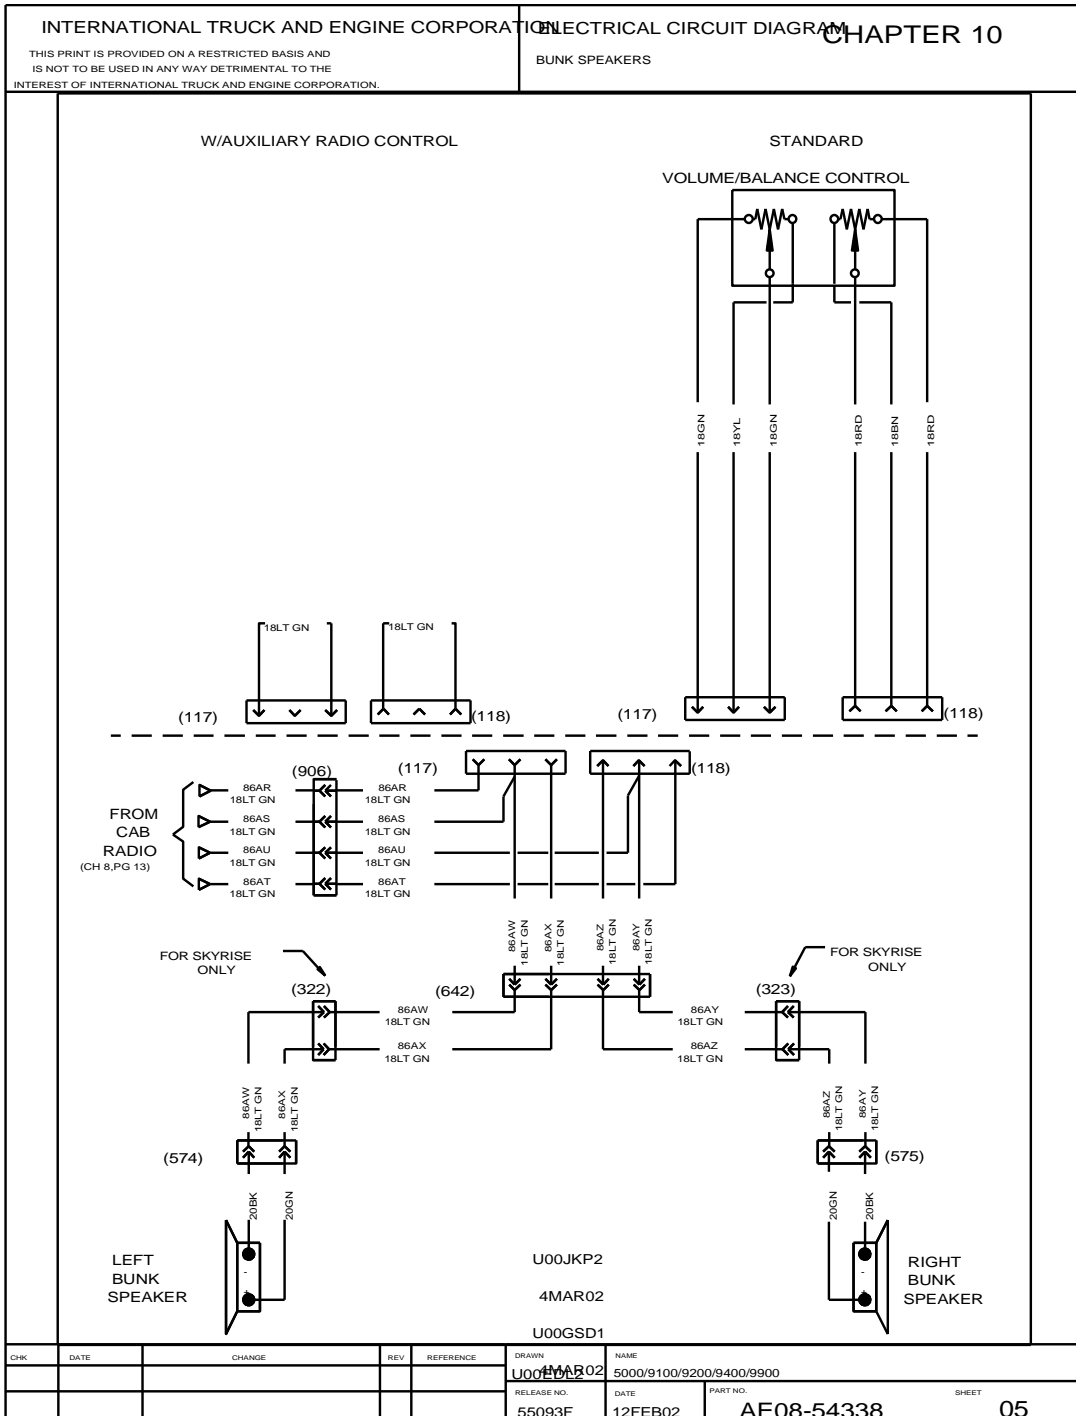 INTERNATIONAL TRUCK AND ENGINE CORPORATION
THIS PRINT IS PROVIDED ON A RESTRICTED BASIS AND
IS NOT TO BE USED IN ANY WAY DETRIMENTAL TO THE
INTEREST OF INTERNATIONAL TRUCK AND ENGINE CORPORATION.
ELECTRICAL CIRCUIT DIAGRAM
CHAPTER 10
BUNK SPEAKERS
W/AUXILIARY RADIO CONTROL
STANDARD
VOLUME/BALANCE CONTROL
18GN
18YL
18GN
18RD
18BN
18RD
18LT GN
18LT GN
(117)
(118)
(117)
(118)
(906)
(117)
(118)
FROM
CAB
RADIO
(CH 8,PG 13)
86AR
18LT GN
86AR
18LT GN
86AS
18LT GN
86AS
18LT GN
86AU
18LT GN
86AU
18LT GN
86AT
18LT GN
86AT
18LT GN
86AW
18LT GN
86AX
18LT GN
86AZ
18LT GN
86AY
18LT GN
FOR SKYRISE
ONLY
FOR SKYRISE
ONLY
(322)
(642)
(323)
86AW
18LT GN
86AX
18LT GN
86AY
18LT GN
86AZ
18LT GN
86AW
18LT GN
86AX
18LT GN
86AZ
18LT GN
86AY
18LT GN
(574)
(575)
20BK
20GN
20GN
20BK
LEFT
BUNK
SPEAKER
-
+
-
+
RIGHT
BUNK
SPEAKER
U00JKP2
4MAR02
U00GSD1
4MAR02
CHK
DATE
CHANGE
REV
REFERENCE
DRAWN
U00EDL2
NAME
5000/9100/9200/9400/9900
RELEASE NO.
55093F
DATE
12FEB02
PART NO.
AE08-54338
SHEET
05